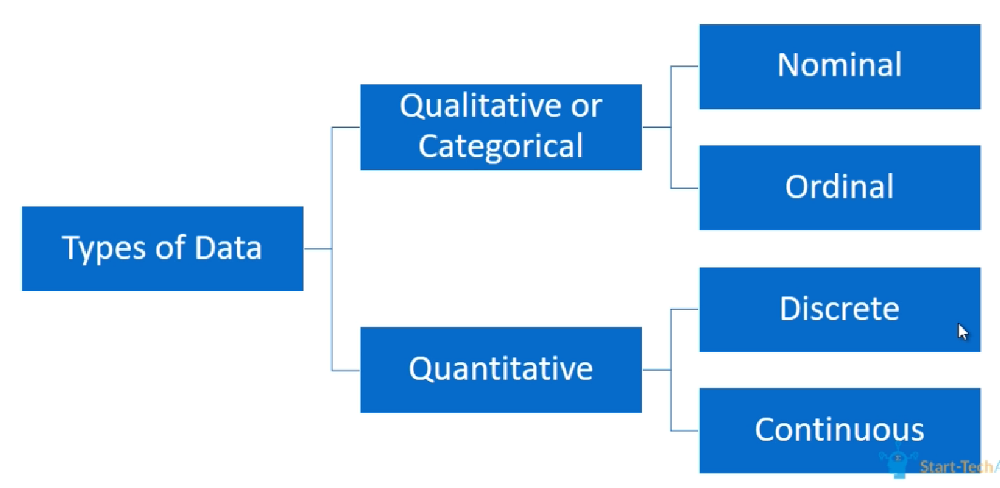 Types of Data
Qualitative or
Categorical
Quantitative
Nominal
Ordinal
Discrete
Continuous
Start-Tech